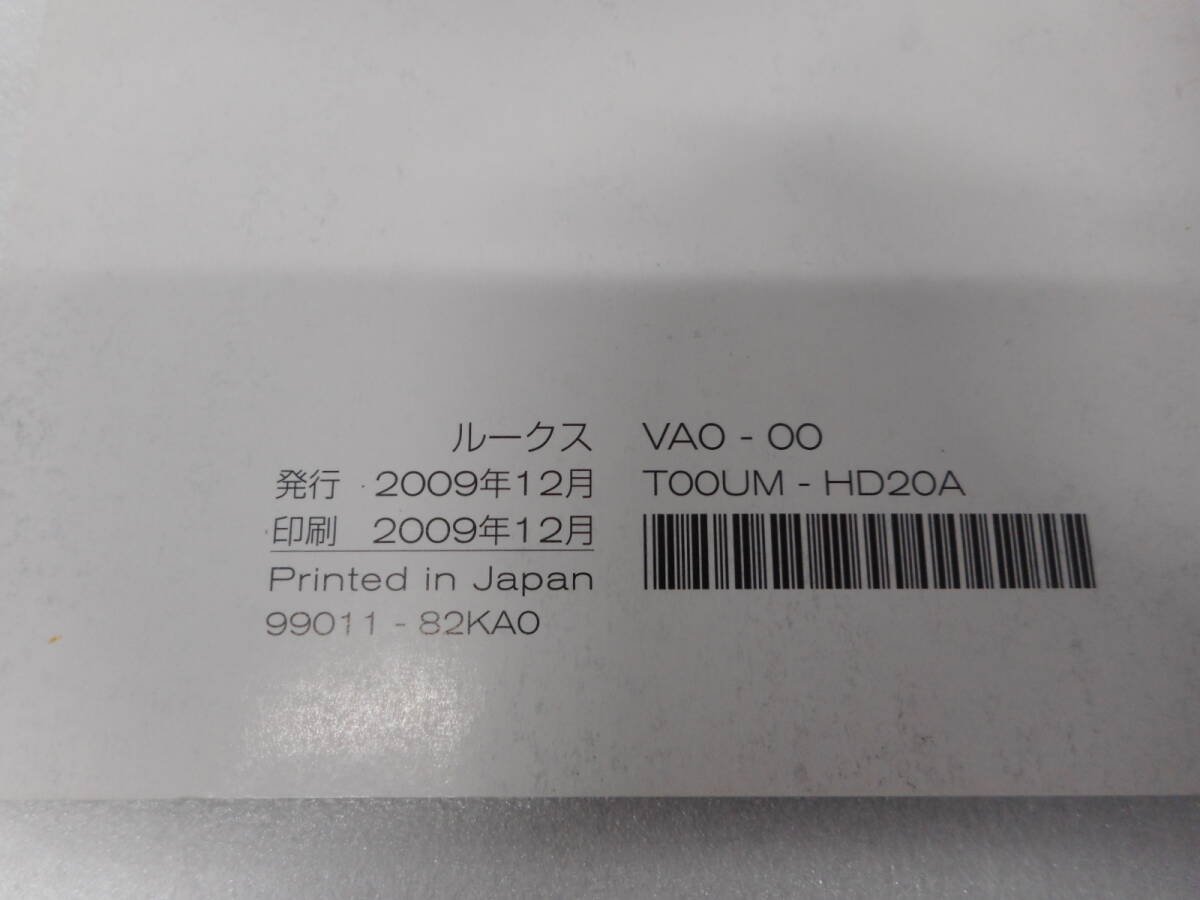 ルークス VA0 - 00
発行 2009年12月 T00UM - HD20A
印刷 2009年12月
Printed in Japan
99011 - 82KA0